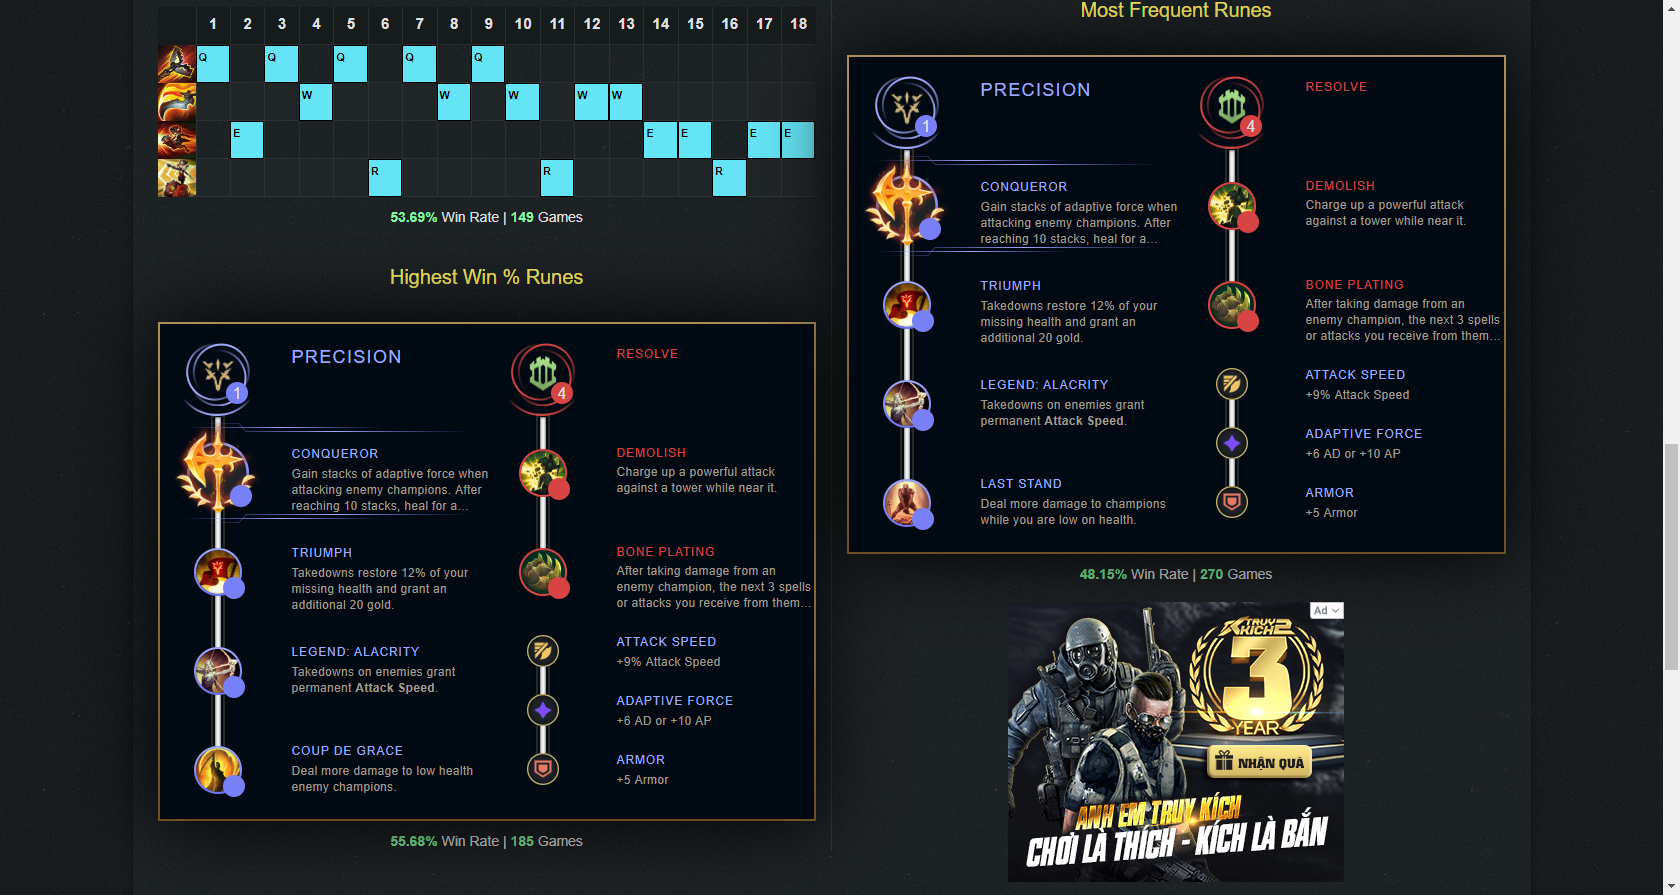 1 2 3 4 5 6 7 8 9 10 11 12 13 14 15 16 17 18
Q Q Q Q Q
W W W W W
E E E E E
R R R
53.69% Win Rate | 149 Games
Highest Win % Runes
PRECISION
1
CONQUEROR
Gain stacks of adaptive force when
attacking enemy champions. After
reaching 10 stacks, heal for a...
TRIUMPH
Takedowns restore 12% of your
missing health and grant an
additional 20 gold.
LEGEND: ALACRITY
Takedowns on enemies grant
permanent Attack Speed.
COUP DE GRACE
Deal more damage to low health
enemy champions.
RESOLVE
4
DEMOLISH
Charge up a powerful attack
against a tower while near it.
BONE PLATING
After taking damage from an
enemy champion, the next 3 spells
or attacks you receive from them...
ATTACK SPEED
+9% Attack Speed
ADAPTIVE FORCE
+6 AD or +10 AP
ARMOR
+5 Armor
55.68% Win Rate | 185 Games
Most Frequent Runes
PRECISION
1
CONQUEROR
Gain stacks of adaptive force when
attacking enemy champions. After
reaching 10 stacks, heal for a...
TRIUMPH
Takedowns restore 12% of your
missing health and grant an
additional 20 gold.
LEGEND: ALACRITY
Takedowns on enemies grant
permanent Attack Speed.
LAST STAND
Deal more damage to champions
while you are low on health.
RESOLVE
4
DEMOLISH
Charge up a powerful attack
against a tower while near it.
BONE PLATING
After taking damage from an
enemy champion, the next 3 spells
or attacks you receive from them...
ATTACK SPEED
+9% Attack Speed
ADAPTIVE FORCE
+6 AD or +10 AP
ARMOR
+5 Armor
48.15% Win Rate | 270 Games
Ad
TRUY
KÍCH 2
3
YEAR
NHẬN QUÀ
ANH EM TRUY KÍCH
CHƠI LÀ THÍCH - KÍCH LÀ BẮN